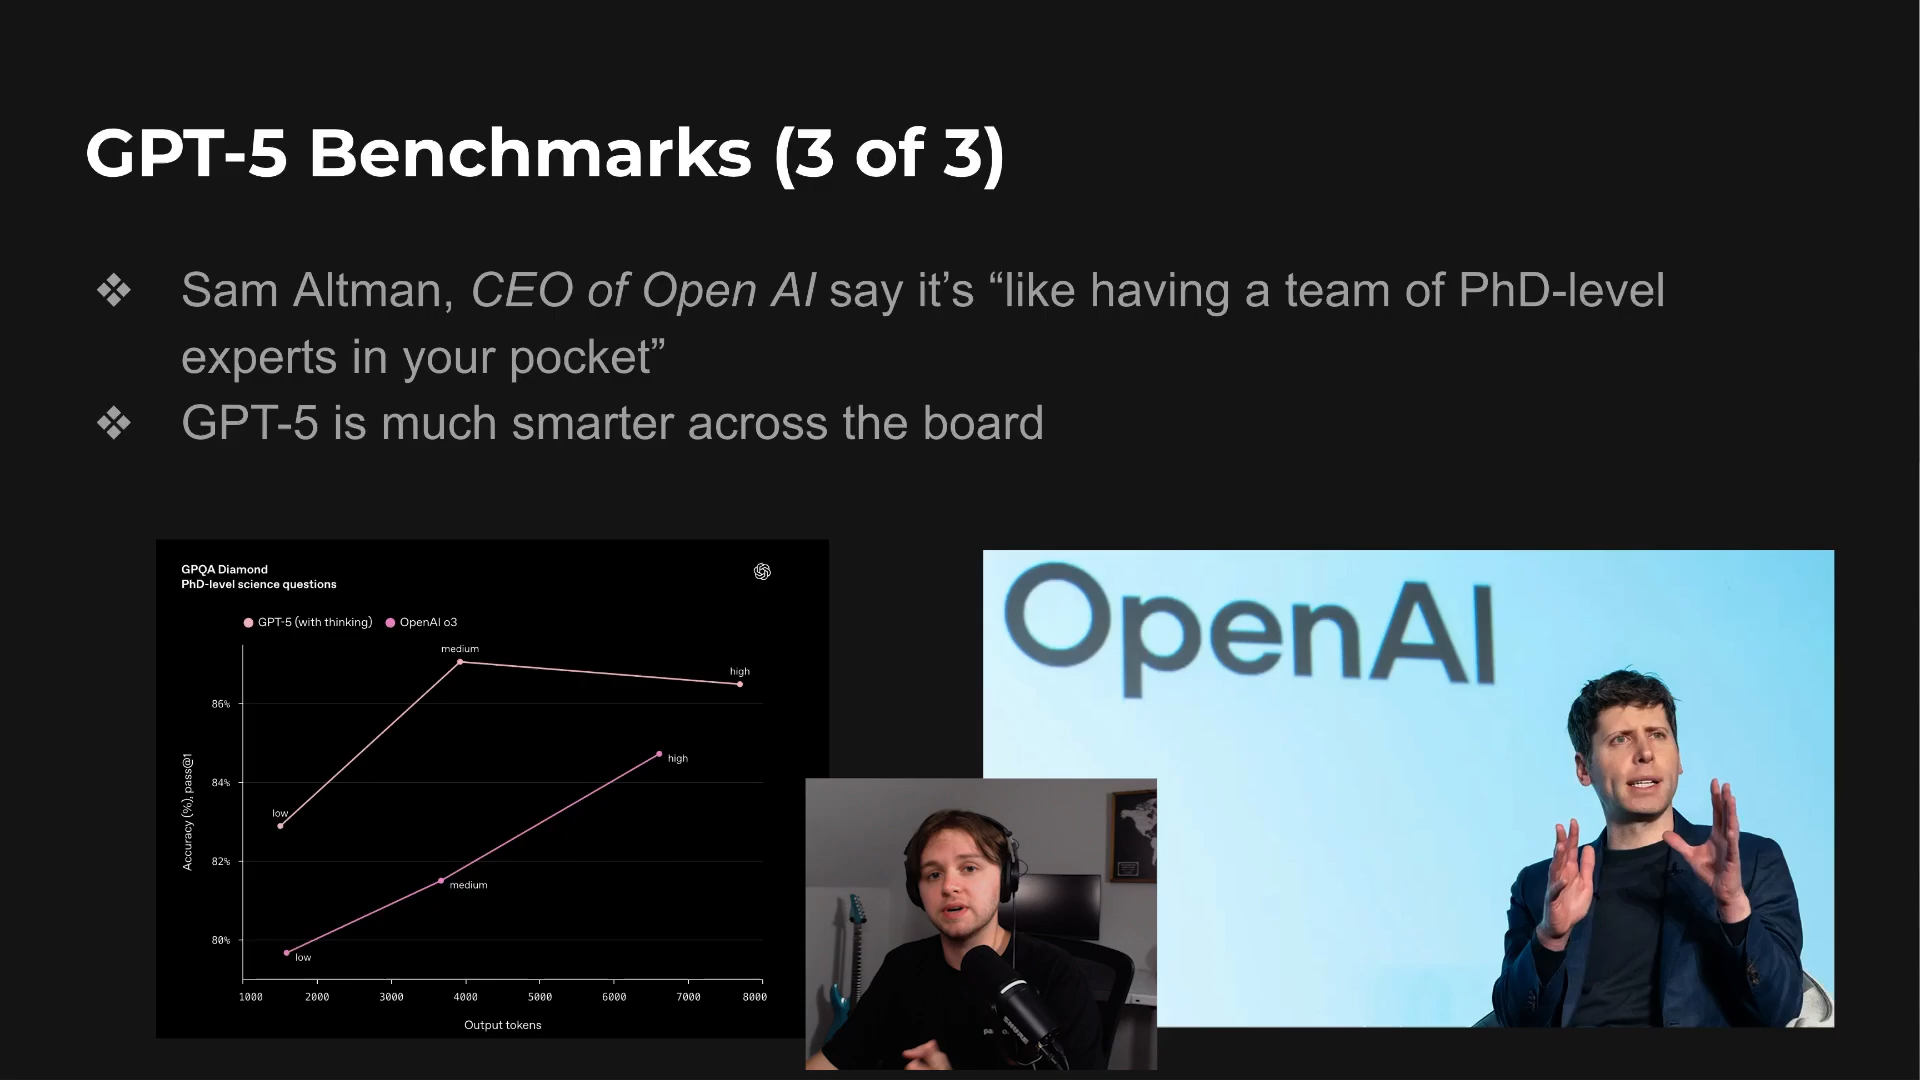 GPT-5 Benchmarks (3 of 3)
❖ Sam Altman, CEO of Open AI say it’s “like having a team of PhD-level
experts in your pocket”
❖ GPT-5 is much smarter across the board
GPQA Diamond
PhD-level science questions
GPT-5 (with thinking) OpenAI o3
medium
high
86%
high
84%
low
82%
medium
80%
low
Accuracy (%), pass@1
1000 2000 3000 4000 5000 6000 7000 8000
Output tokens
OpenAI
SHURE